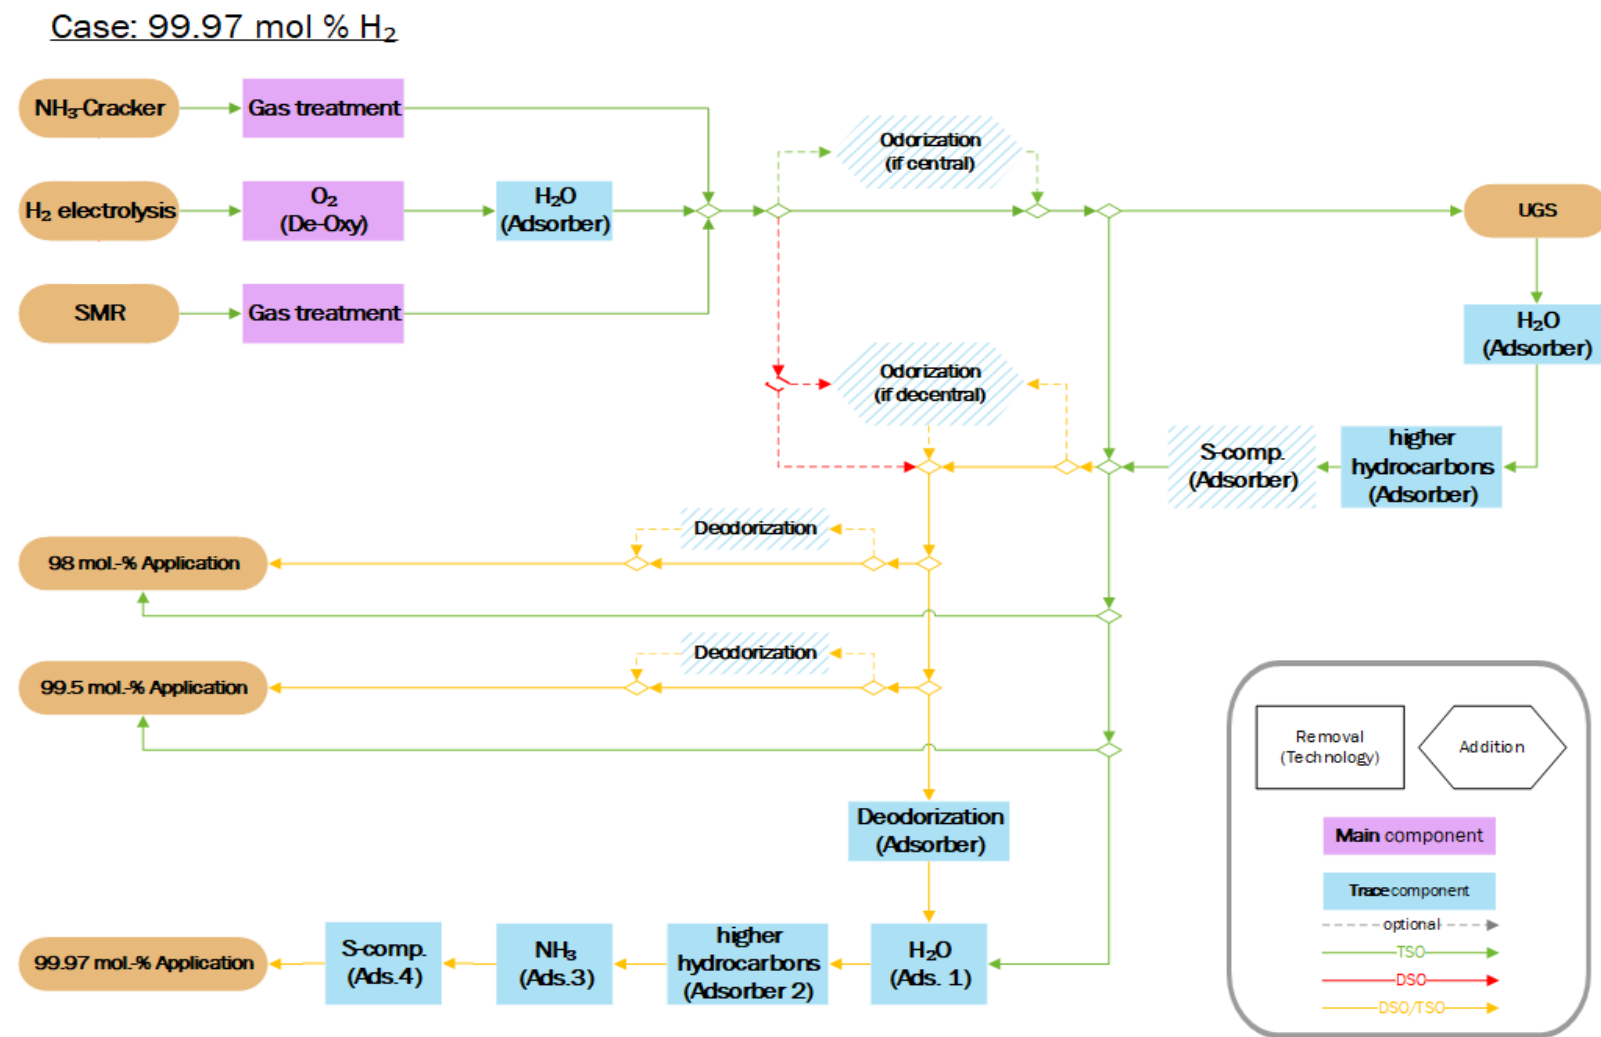 Case: 99.97 mol % H₂
NH₃-Cracker
Gas treatment
Odorization
(if central)
H₂ electrolysis
O₂
(De-Oxy)
H₂O
(Adsorber)
UGS
SMR
Gas treatment
H₂O
(Adsorber)
Odorization
(if decentral)
S-comp.
(Adsorber)
higher
hydrocarbons
(Adsorber)
Deodorization
98 mol.-% Application
Deodorization
99.5 mol.-% Application
Deodorization
(Adsorber)
99.97 mol.-% Application
S-comp.
(Ads.4)
NH₃
(Ads.3)
higher
hydrocarbons
(Adsorber 2)
H₂O
(Ads. 1)
Removal
(Technology)
Addition
Main component
Trace component
optional
TSO
DSO
DSO/TSO